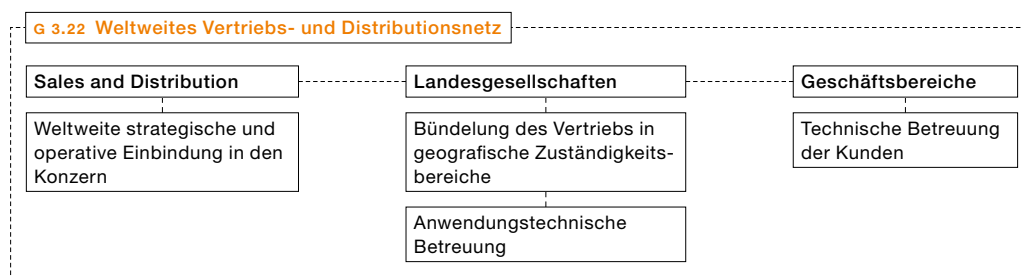 G 3.22 Weltweites Vertriebs- und Distributionsnetz
Sales and Distribution
Weltweite strategische und
operative Einbindung in den
Konzern
Landesgesellschaften
Bündelung des Vertriebs in
geografische Zuständigkeits-
bereiche
Anwendungstechnische
Betreuung
Geschäftsbereiche
Technische Betreuung
der Kunden